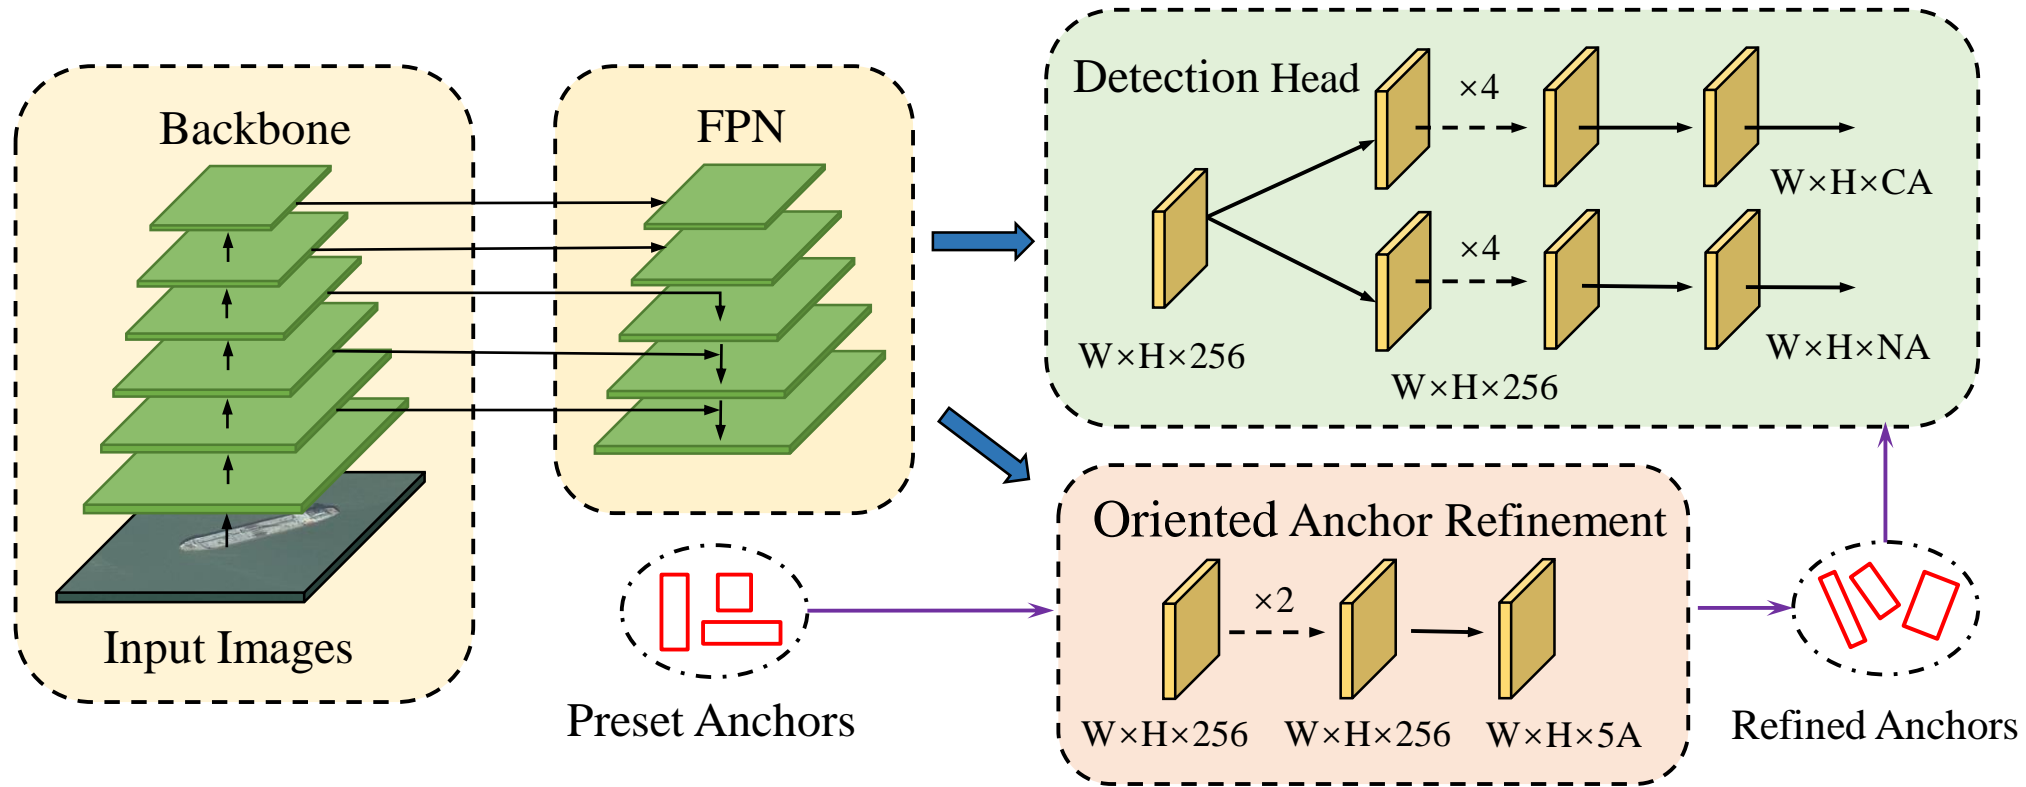 Backbone
Input Images
FPN
Preset Anchors
Detection Head
×4
W×H×CA
×4
W×H×256
W×H×NA
W×H×256
Oriented Anchor Refinement
×2
W×H×256
W×H×256
W×H×5A
Refined Anchors